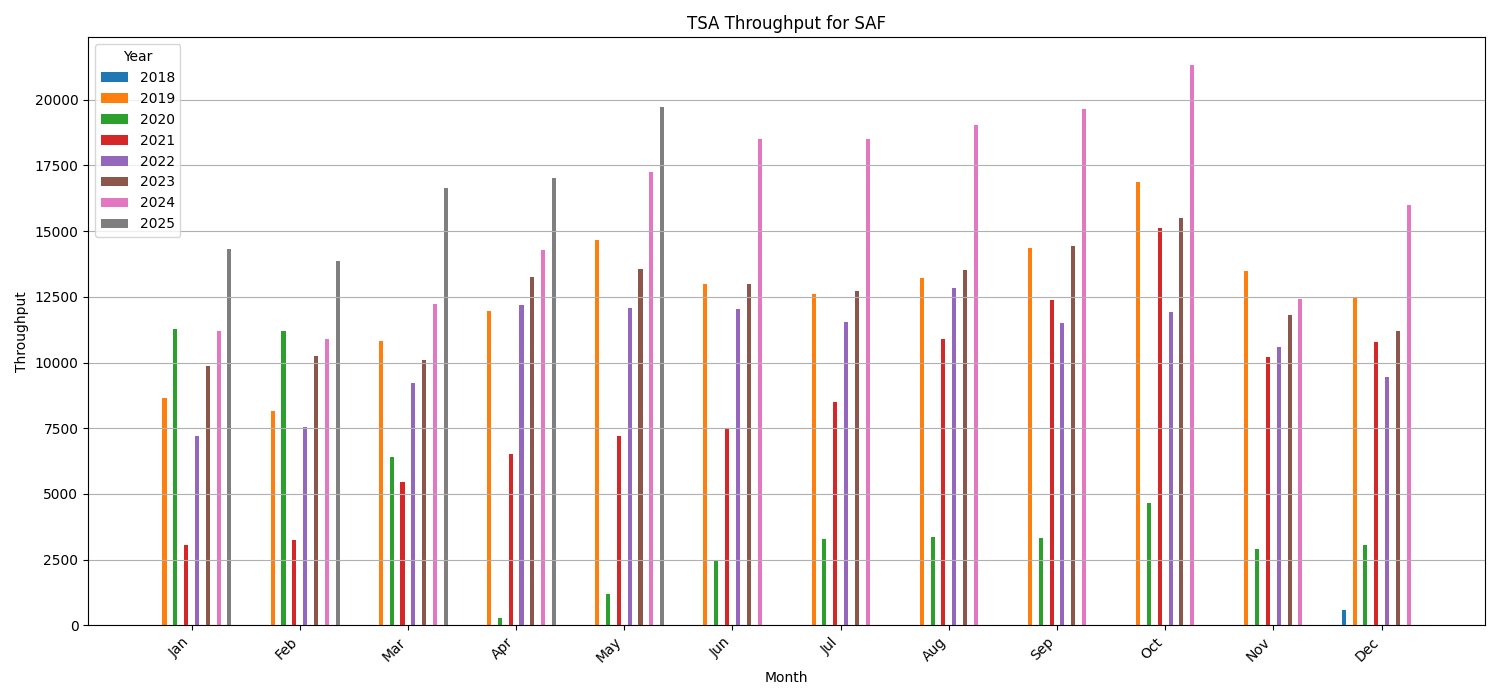 TSA Throughput for SAF
Year
2018
2019
2020
2021
2022
2023
2024
2025
Throughput
20000
17500
15000
12500
10000
7500
5000
2500
0
Jan
Feb
Mar
Apr
May
Jun
Jul
Aug
Sep
Oct
Nov
Dec
Month